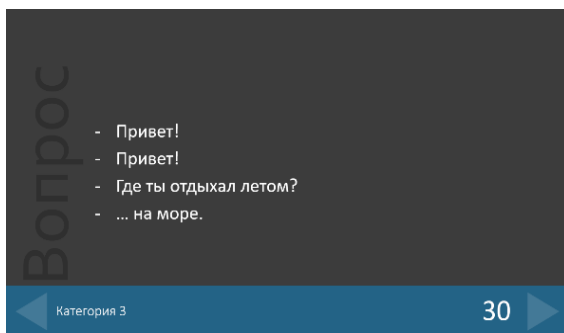 Вопрос
- Привет!
- Привет!
- Где ты отдыхал летом?
- ... на море.
Категория 3
30